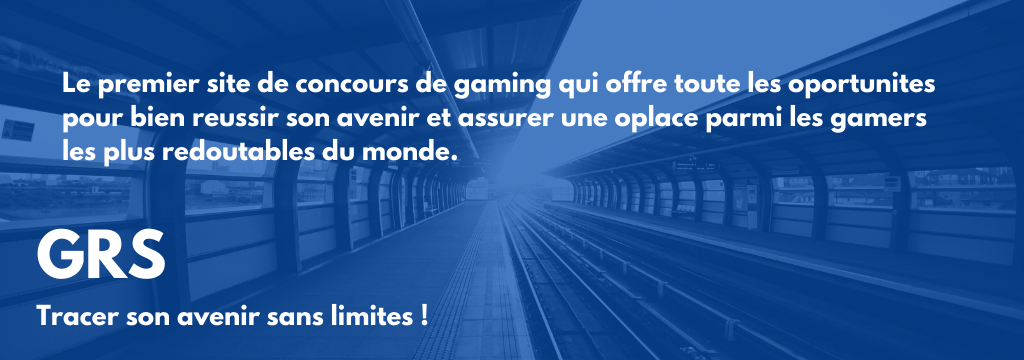 Le premier site de concours de gaming qui offre toute les oportunites
pour bien reussir son avenir et assurer une oplace parmi les gamers
les plus redoutables du monde.
GRS
Tracer son avenir sans limites !